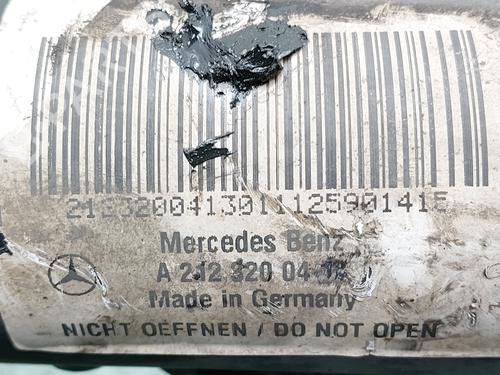 Mercedes Benz
A 212 320 04
Made in Germany
NICHT OEFFNEN / DO NOT OPEN